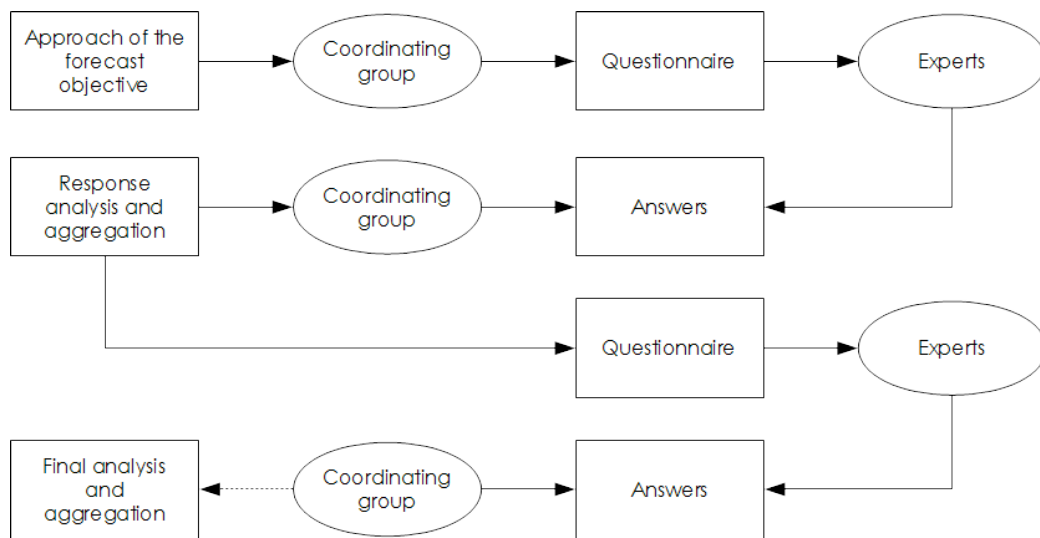 Approach of the
forecast
objective
Coordinating
group
Questionnaire
Experts
Response
analysis and
aggregation
Coordinating
group
Answers
Questionnaire
Experts
Final analysis
and
aggregation
Coordinating
group
Answers